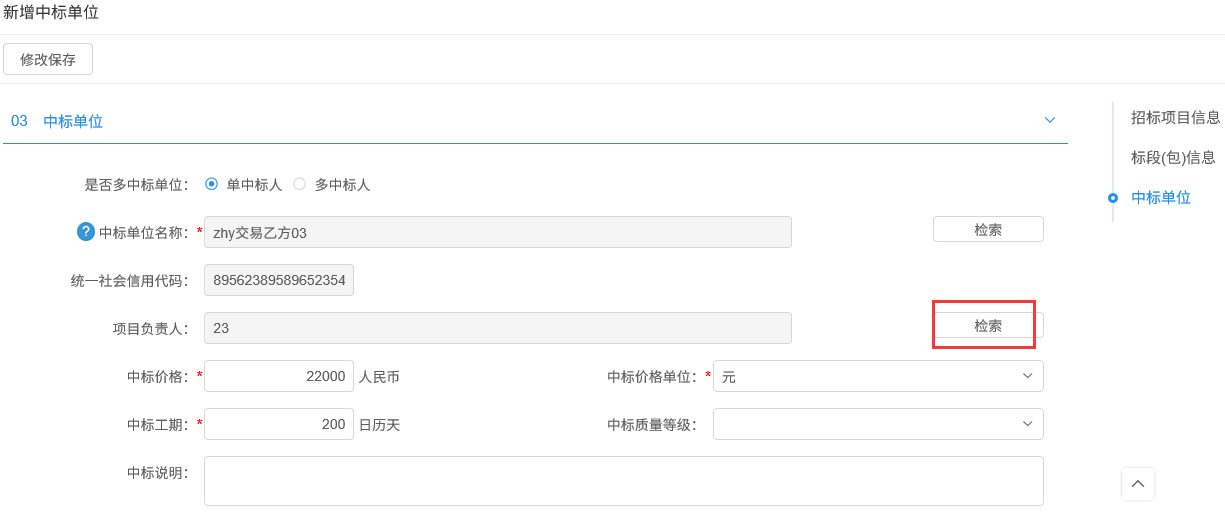 新增中标单位
修改保存
03 中标单位
招标项目信息
标段(包)信息
中标单位
是否多中标单位： 单中标人 多中标人
? 中标单位名称：* zhy交易乙方03 检索
统一社会信用代码： 89562389589652354
项目负责人： 23 检索
中标价格：* 22000 人民币 中标价格单位：* 元
中标工期：* 200 日历天 中标质量等级：
中标说明：